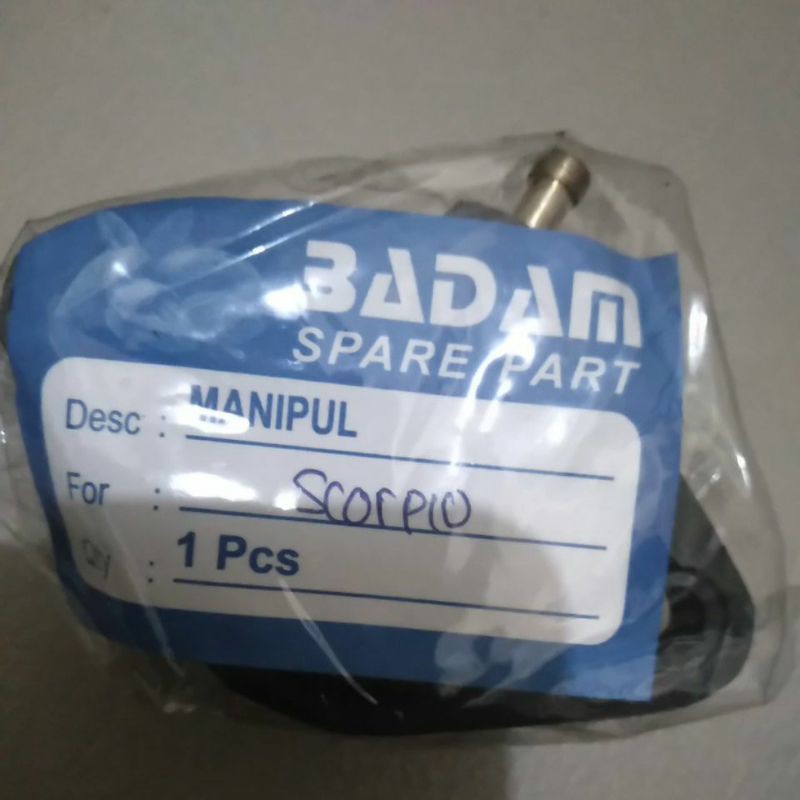 BADAM
SPARE PART
Desc : MANIPUL
For : Scorpio
Qty : 1 Pcs